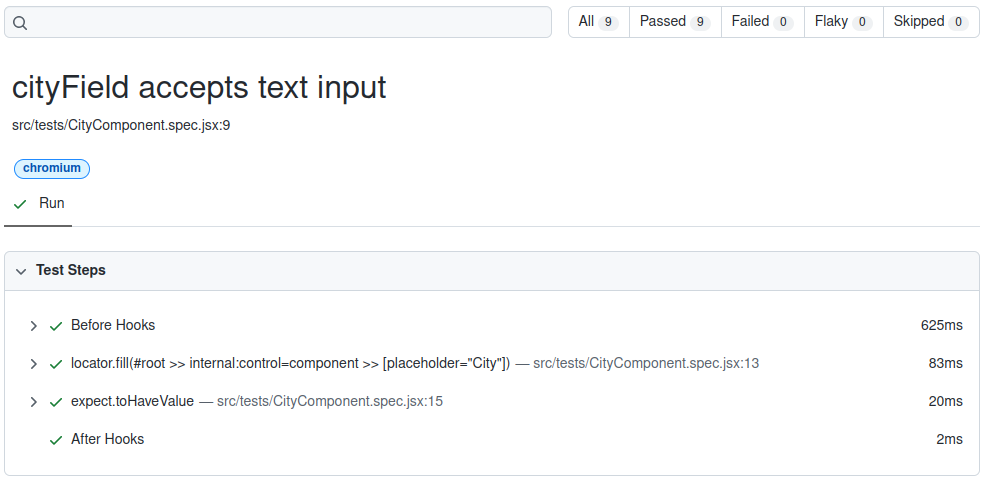 All 9 Passed 9 Failed 0 Flaky 0 Skipped 0
cityField accepts text input
src/tests/CityComponent.spec.jsx:9
chromium
Run
Test Steps
Before Hooks 625ms
locator.fill(#root >> internal:control=component >> [placeholder="City"]) — src/tests/CityComponent.spec.jsx:13 83ms
expect.toHaveValue — src/tests/CityComponent.spec.jsx:15 20ms
After Hooks 2ms